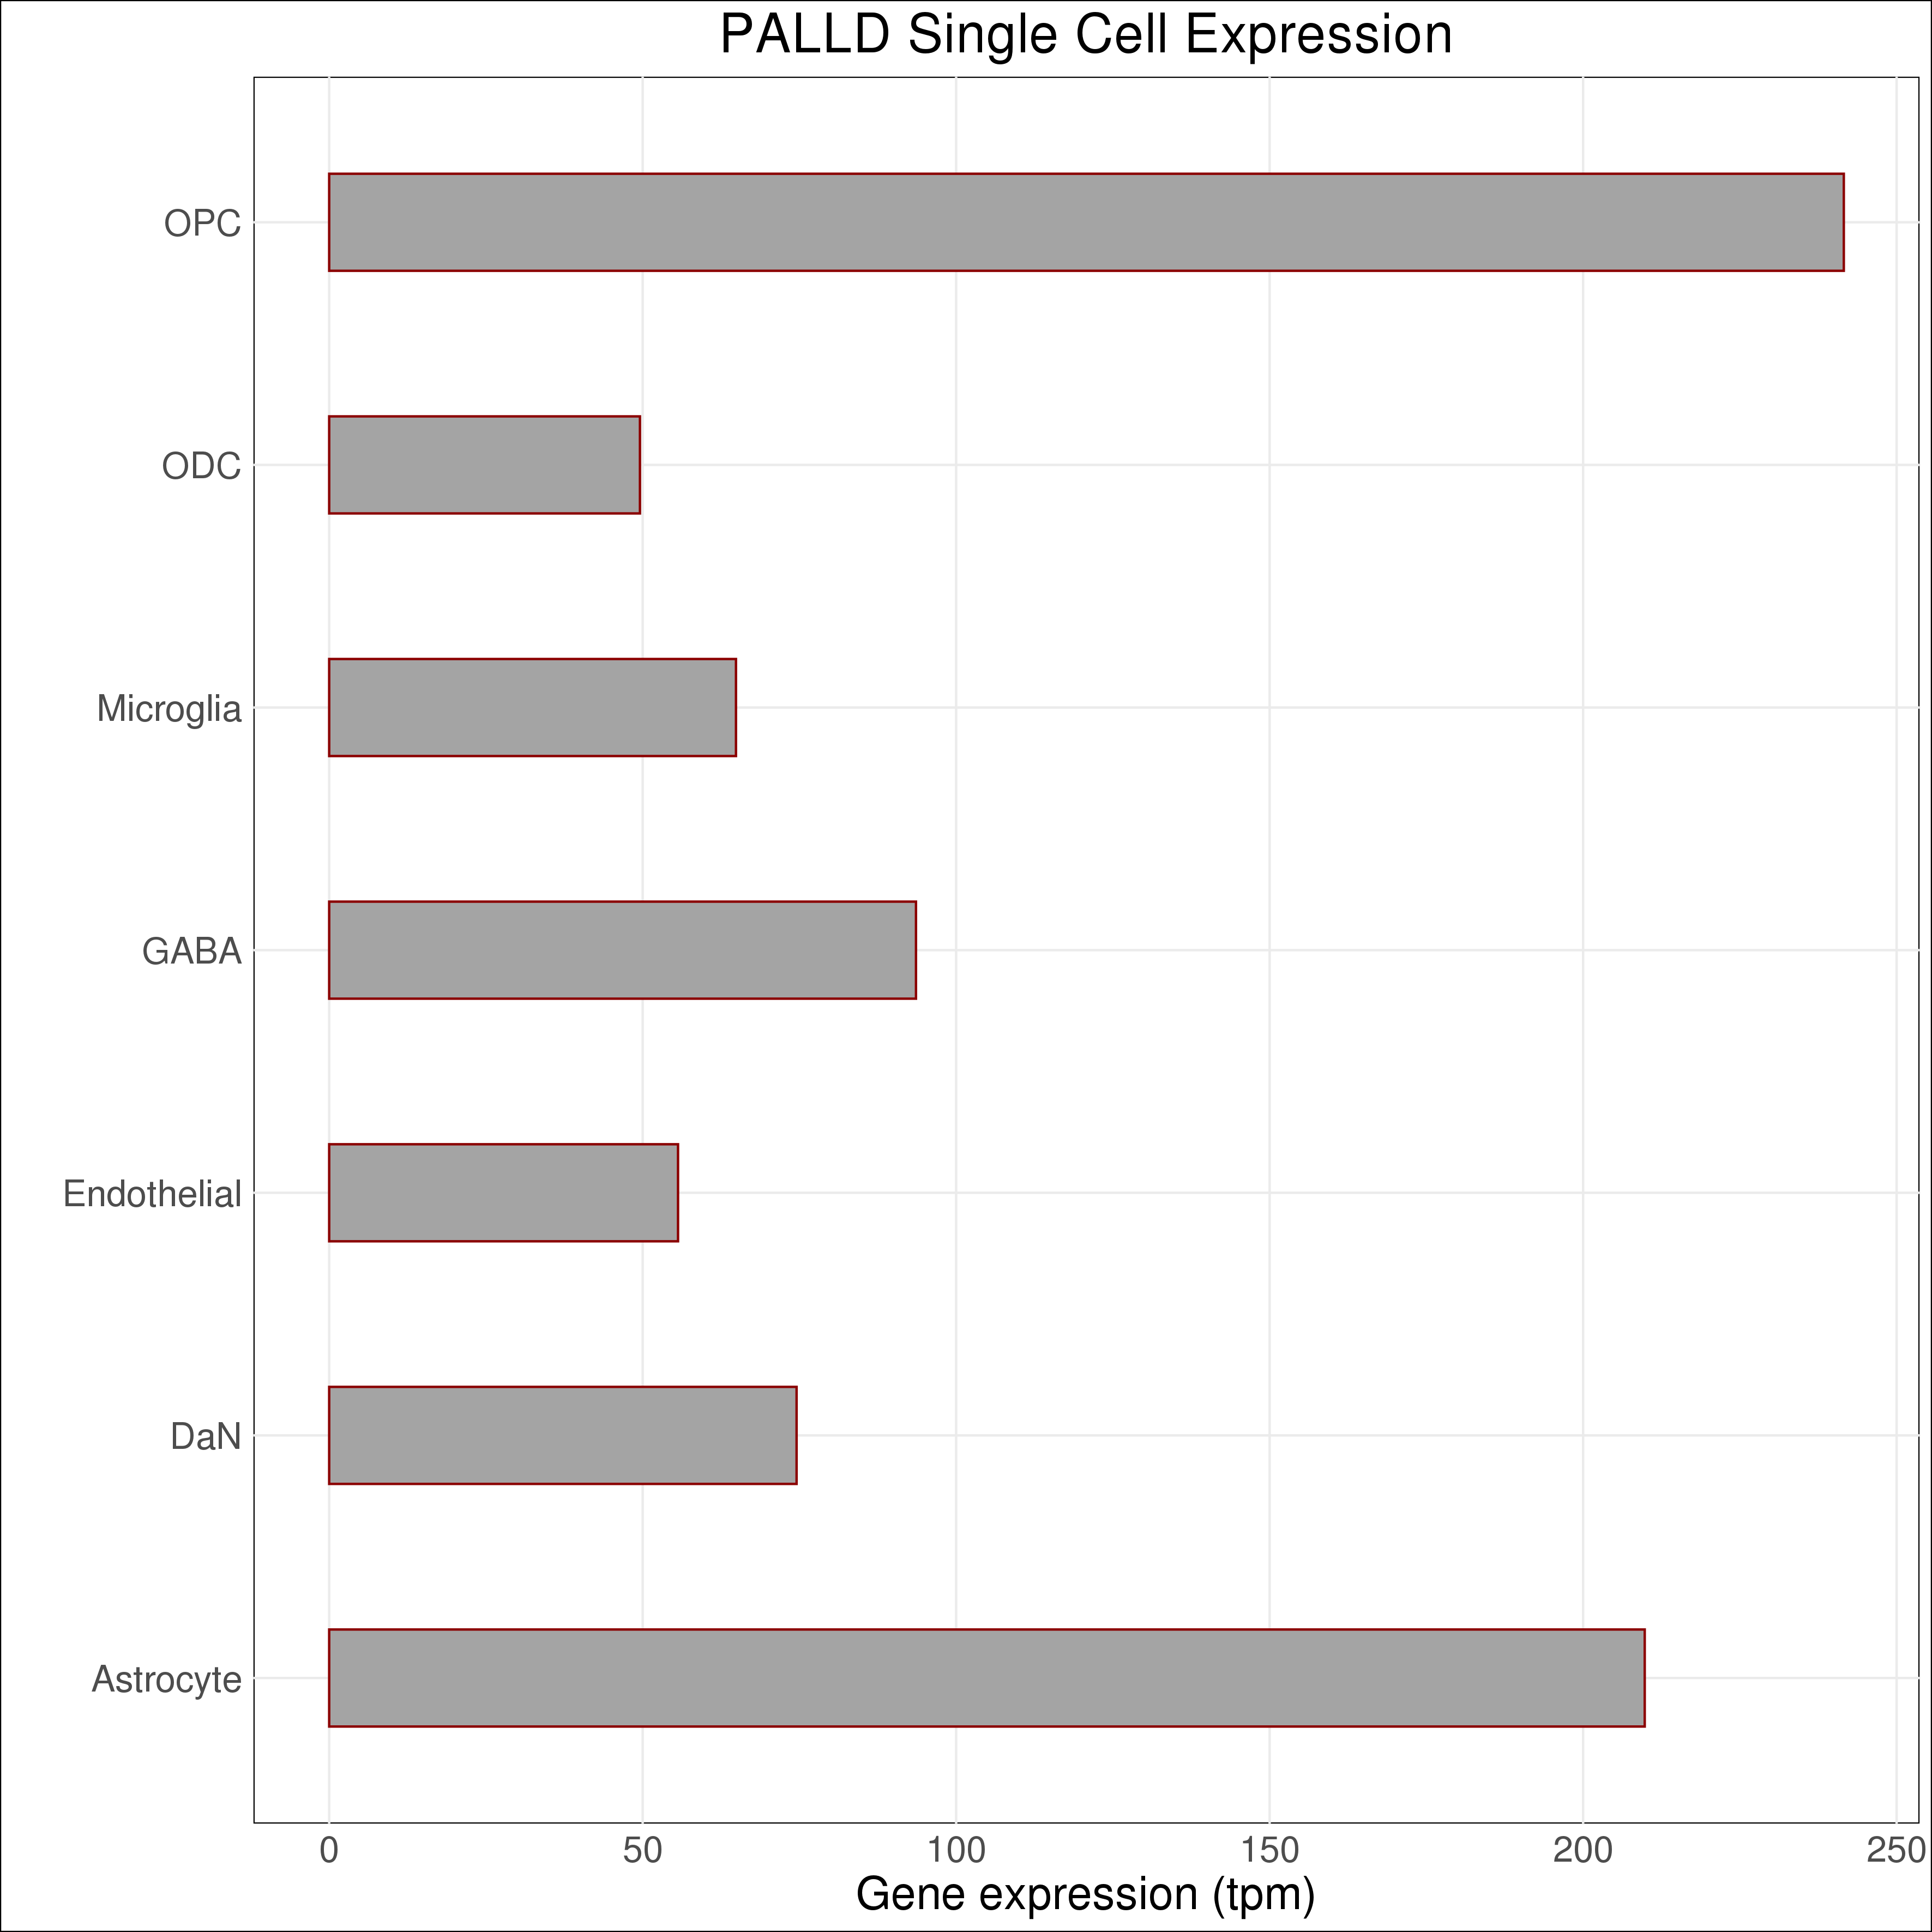 PALLD Single Cell Expression
OPC
ODC
Microglia
GABA
Endothelial
DaN
Astrocyte
0 50 100 150 200 250
Gene expression (tpm)